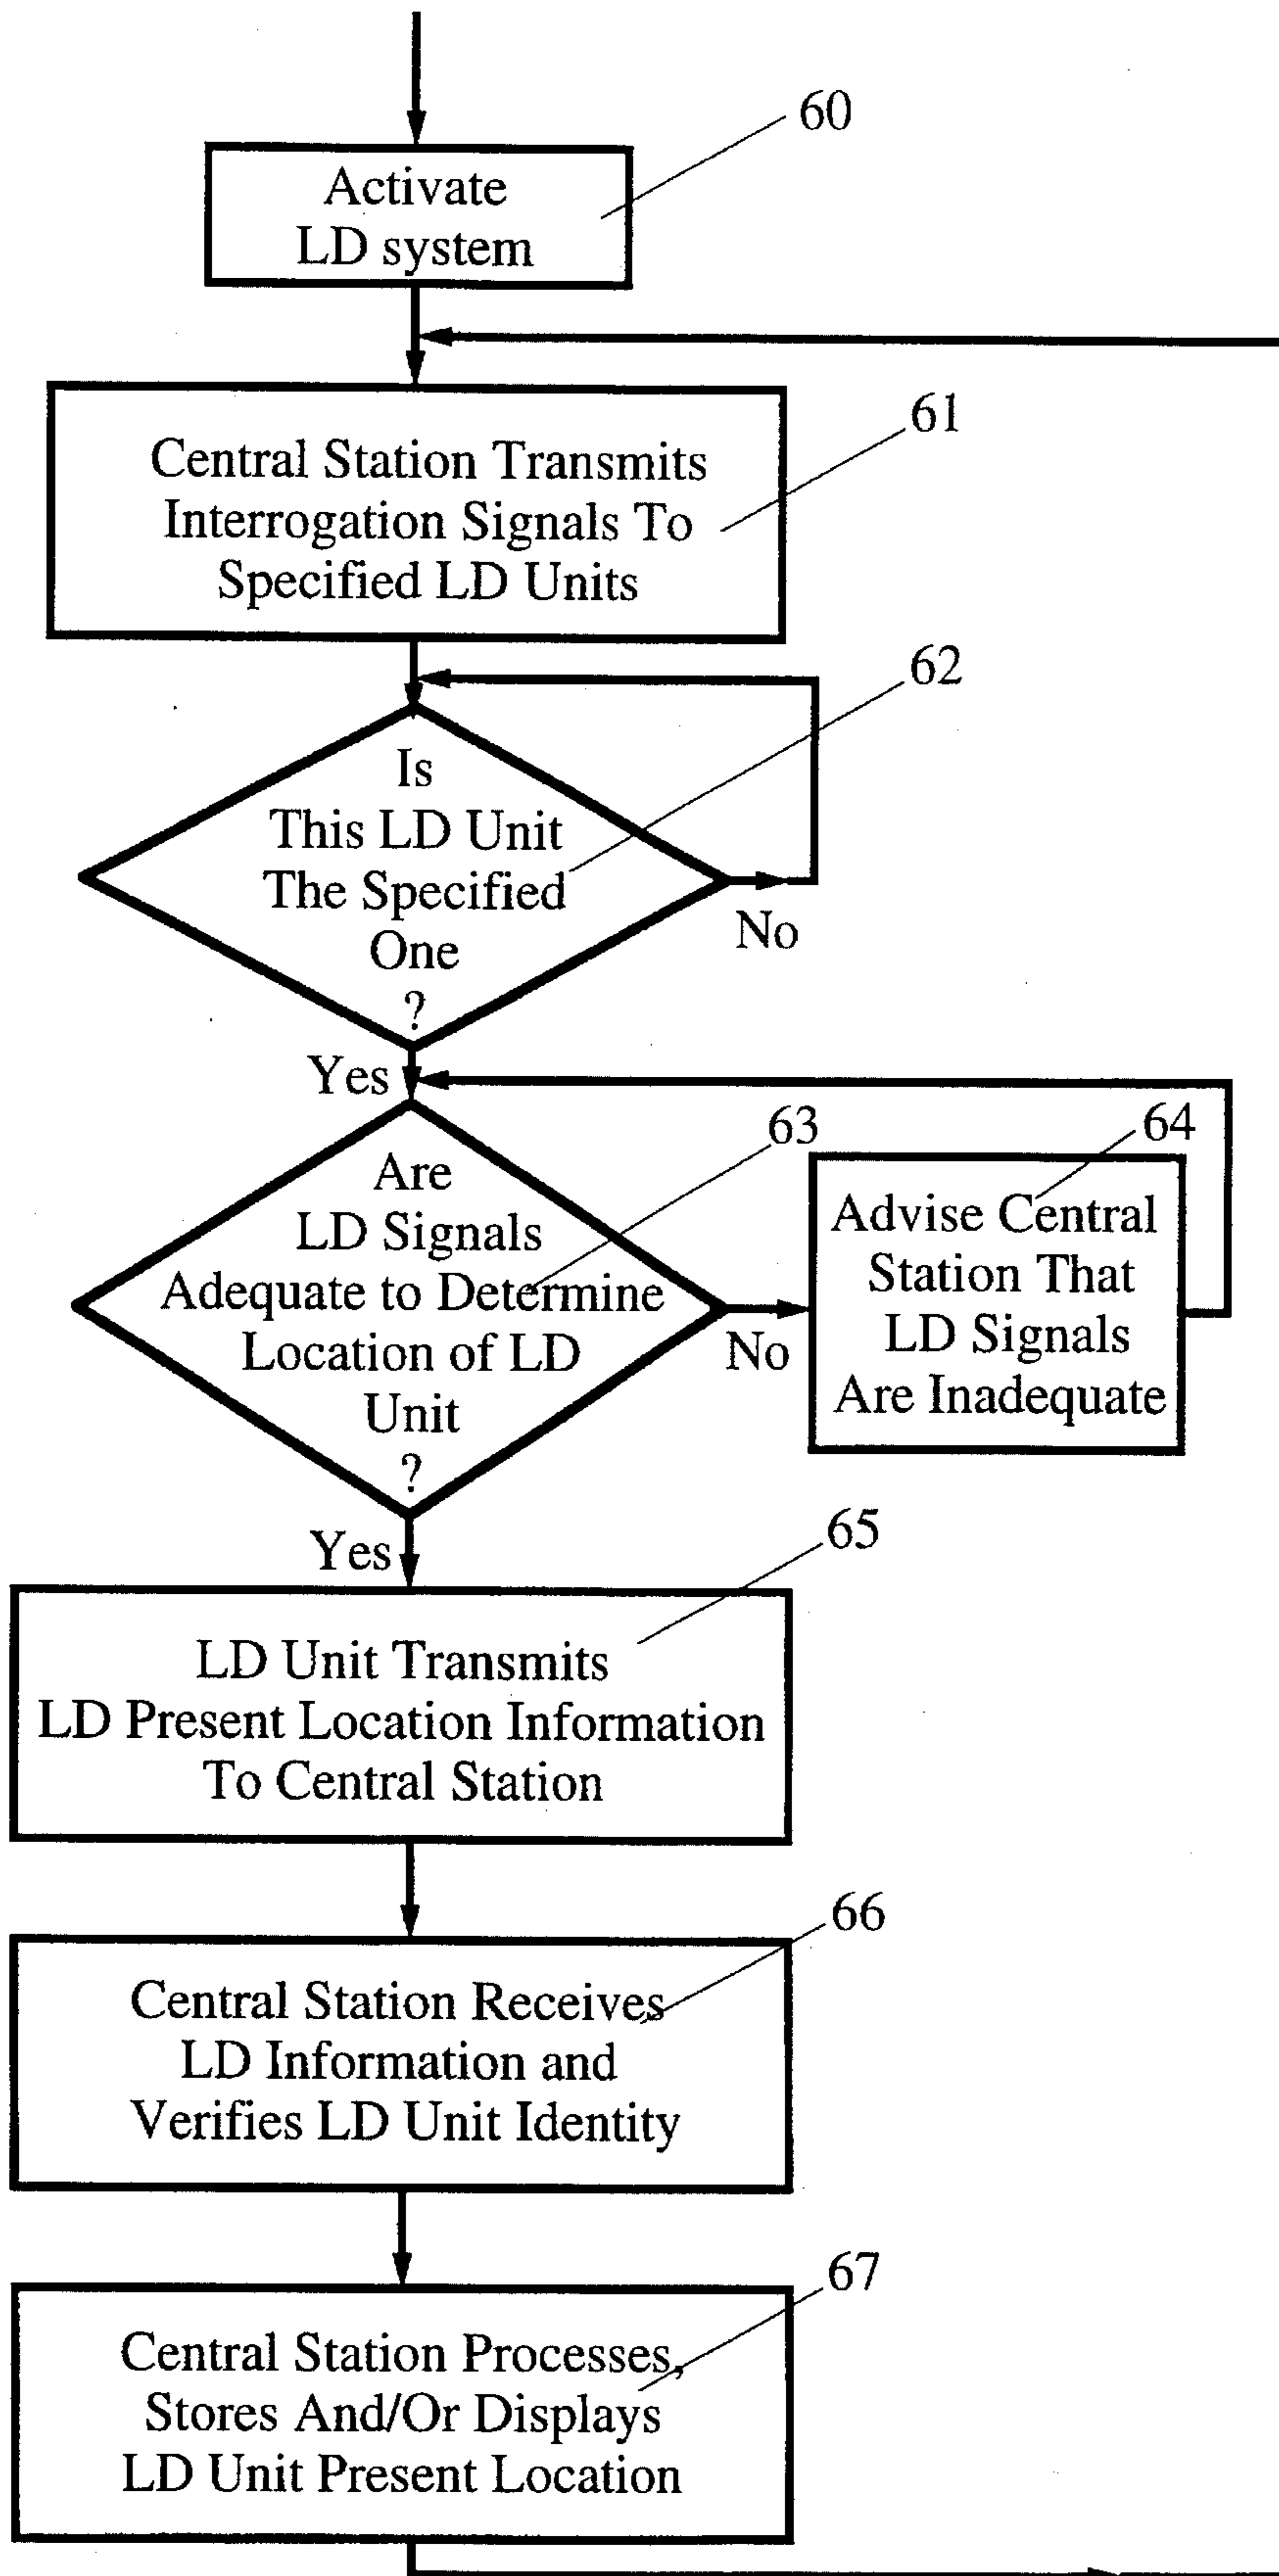 60
Activate
LD system
61
Central Station Transmits
Interrogation Signals To
Specified LD Units
62
Is
This LD Unit
The Specified
One
?
No
Yes
63
Are
LD Signals
Adequate to Determine
Location of LD
Unit
?
No
64
Advise Central
Station That
LD Signals
Are Inadequate
Yes
65
LD Unit Transmits
LD Present Location Information
To Central Station
66
Central Station Receives
LD Information and
Verifies LD Unit Identity
67
Central Station Processes,
Stores And/Or Displays
LD Unit Present Location